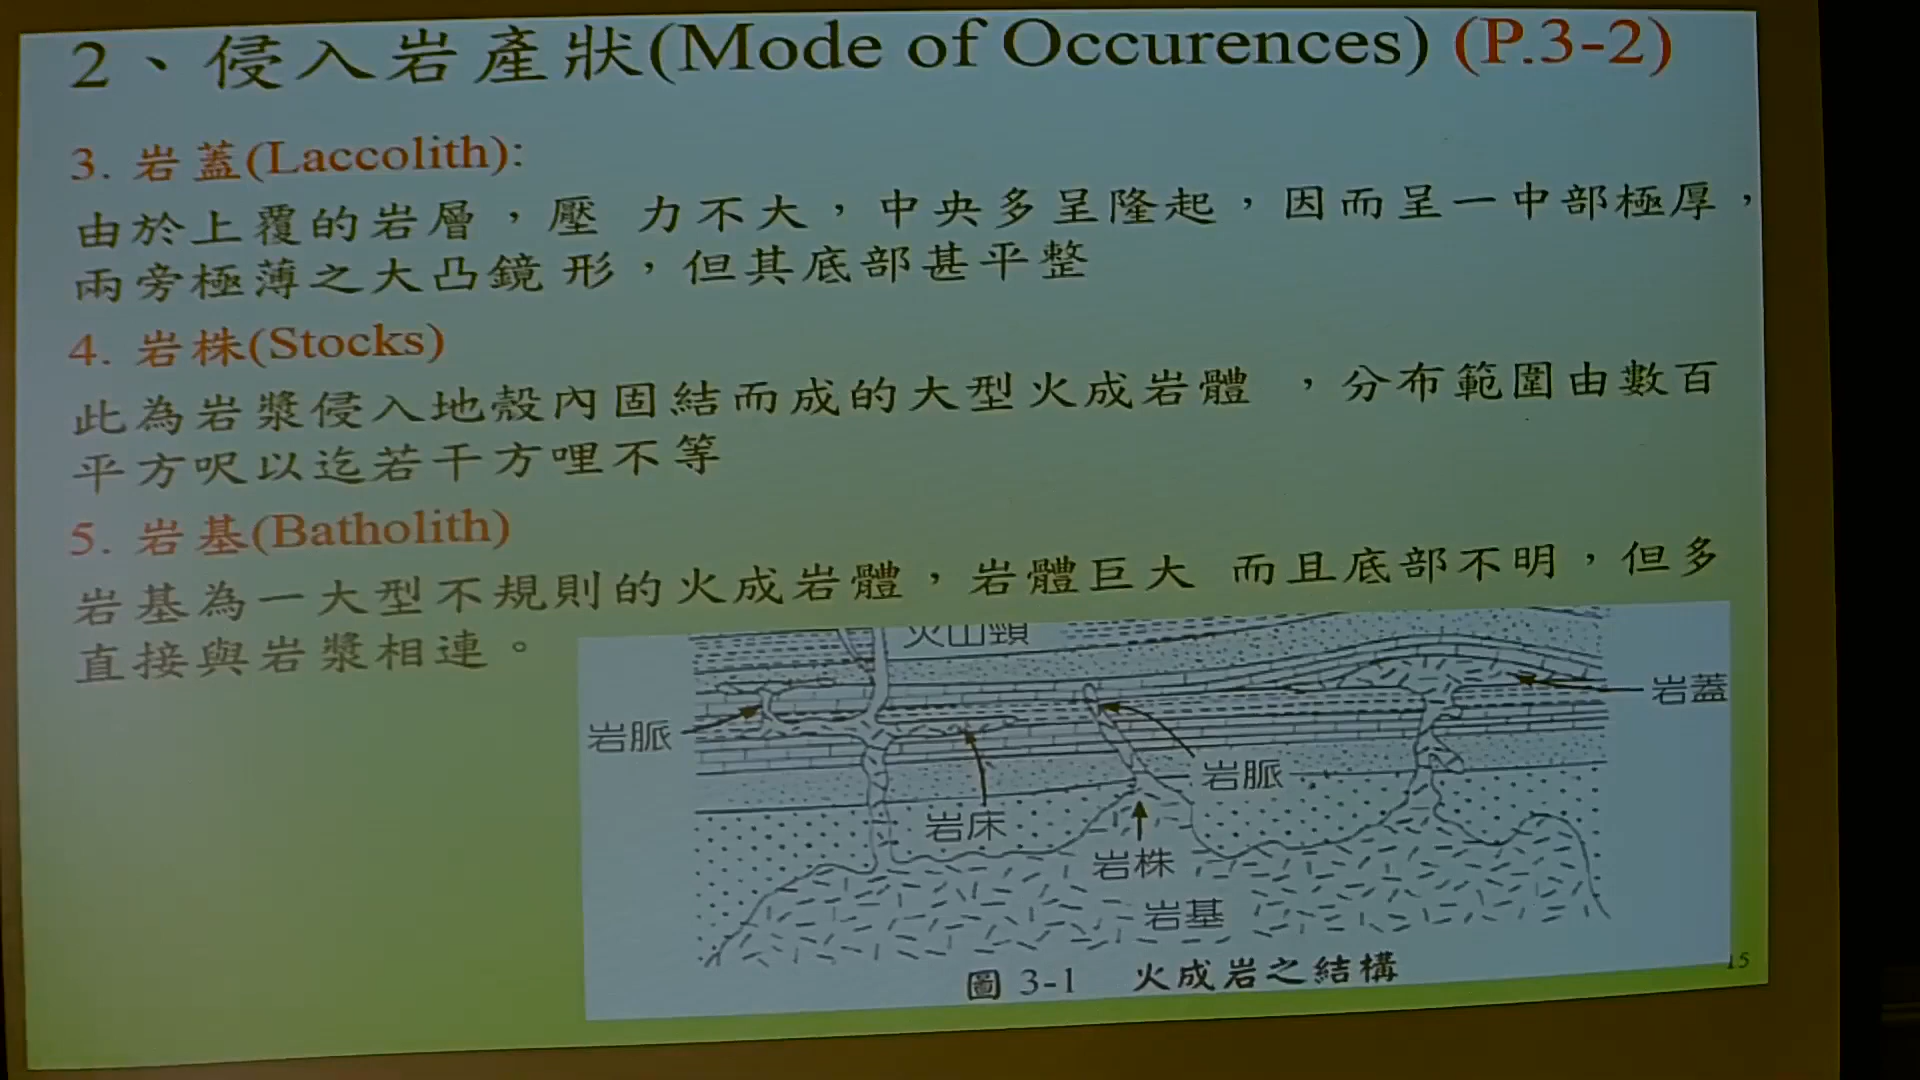 2、侵入岩產狀(Mode of Occurences) (P.3-2)
3. 岩蓋(Laccolith):
由於上覆的岩層，壓 力不大，中央多呈隆起，因而呈一中部極厚，
兩旁極薄之大凸鏡 形，但其底部甚平整
4. 岩株(Stocks)
此為岩漿侵入地殼內固結而成的大型火成岩體 ，分布範圍由數百
平方呎以迄若干方哩不等
5. 岩基(Batholith)
岩基為一大型不規則的火成岩體，岩體巨大 而且底部不明，但多
直接與岩漿相連。
火山頸
岩蓋
岩脈
岩脈
岩床
岩株
岩基
圖 3-1 火成岩之結構
15